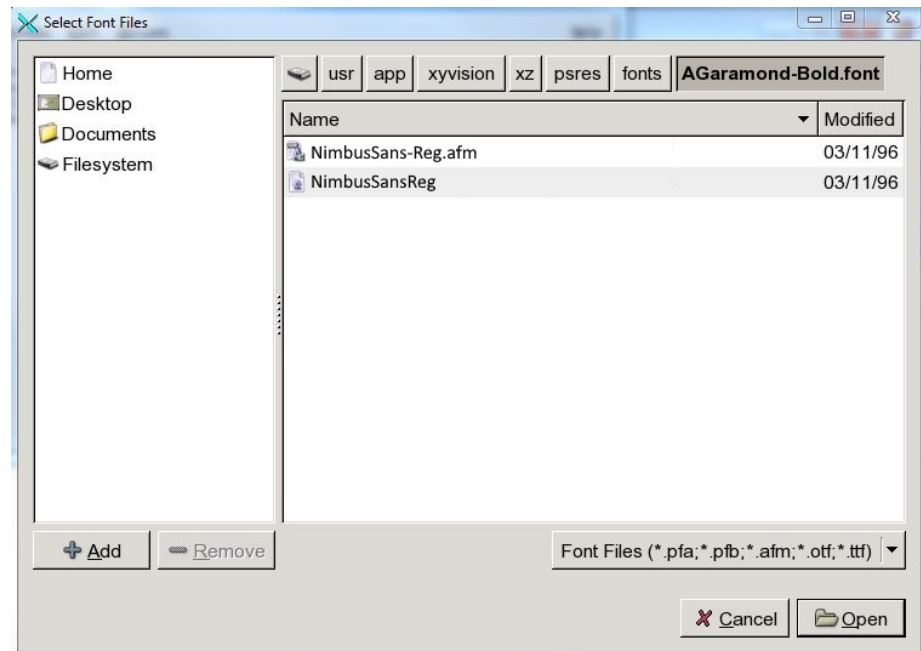 Select Font Files
Home
Desktop
Documents
Filesystem
usr app xyvision xz psres fonts AGaramond-Bold.font
Name Modified
NimbusSans-Reg.afm 03/11/96
NimbusSansReg 03/11/96
Add Remove
Font Files (*.pfa;*.pfb;*.afm;*.otf;*.ttf)
Cancel Open